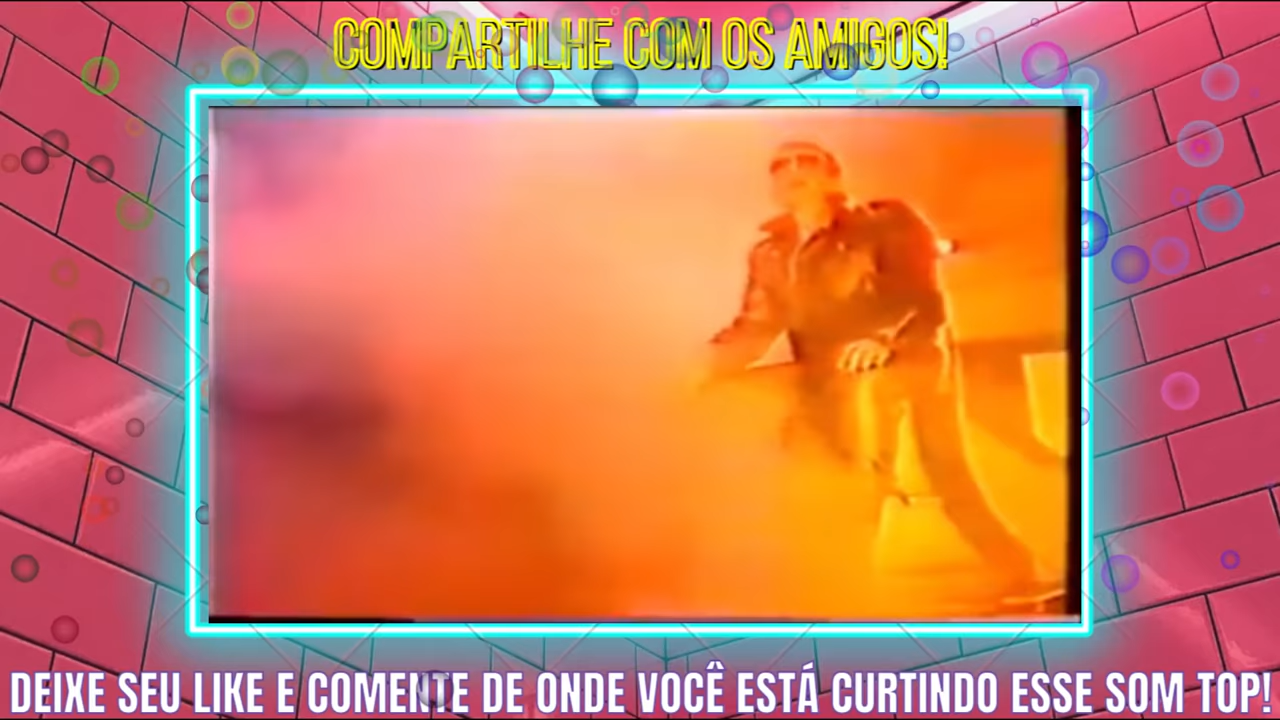 COMPARTILHE COM OS AMIGOS!
DEIXE SEU LIKE E COMENTE DE ONDE VOCÊ ESTÁ CURTINDO ESSE SOM TOP!